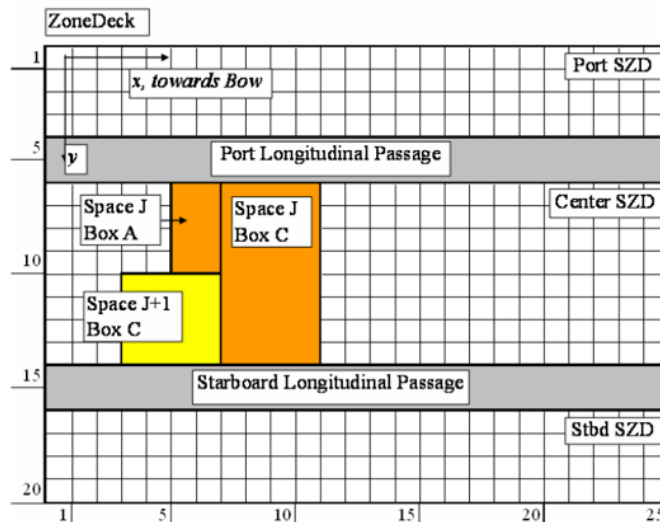 ZoneDeck
1
Port SZD
x, towards Bow
5
y
Port Longitudinal Passage
Center SZD
Space J
Box A
Space J
Box C
10
Space J+1
Box C
15
Starboard Longitudinal Passage
Stbd SZD
20
1
5
10
15
20
25